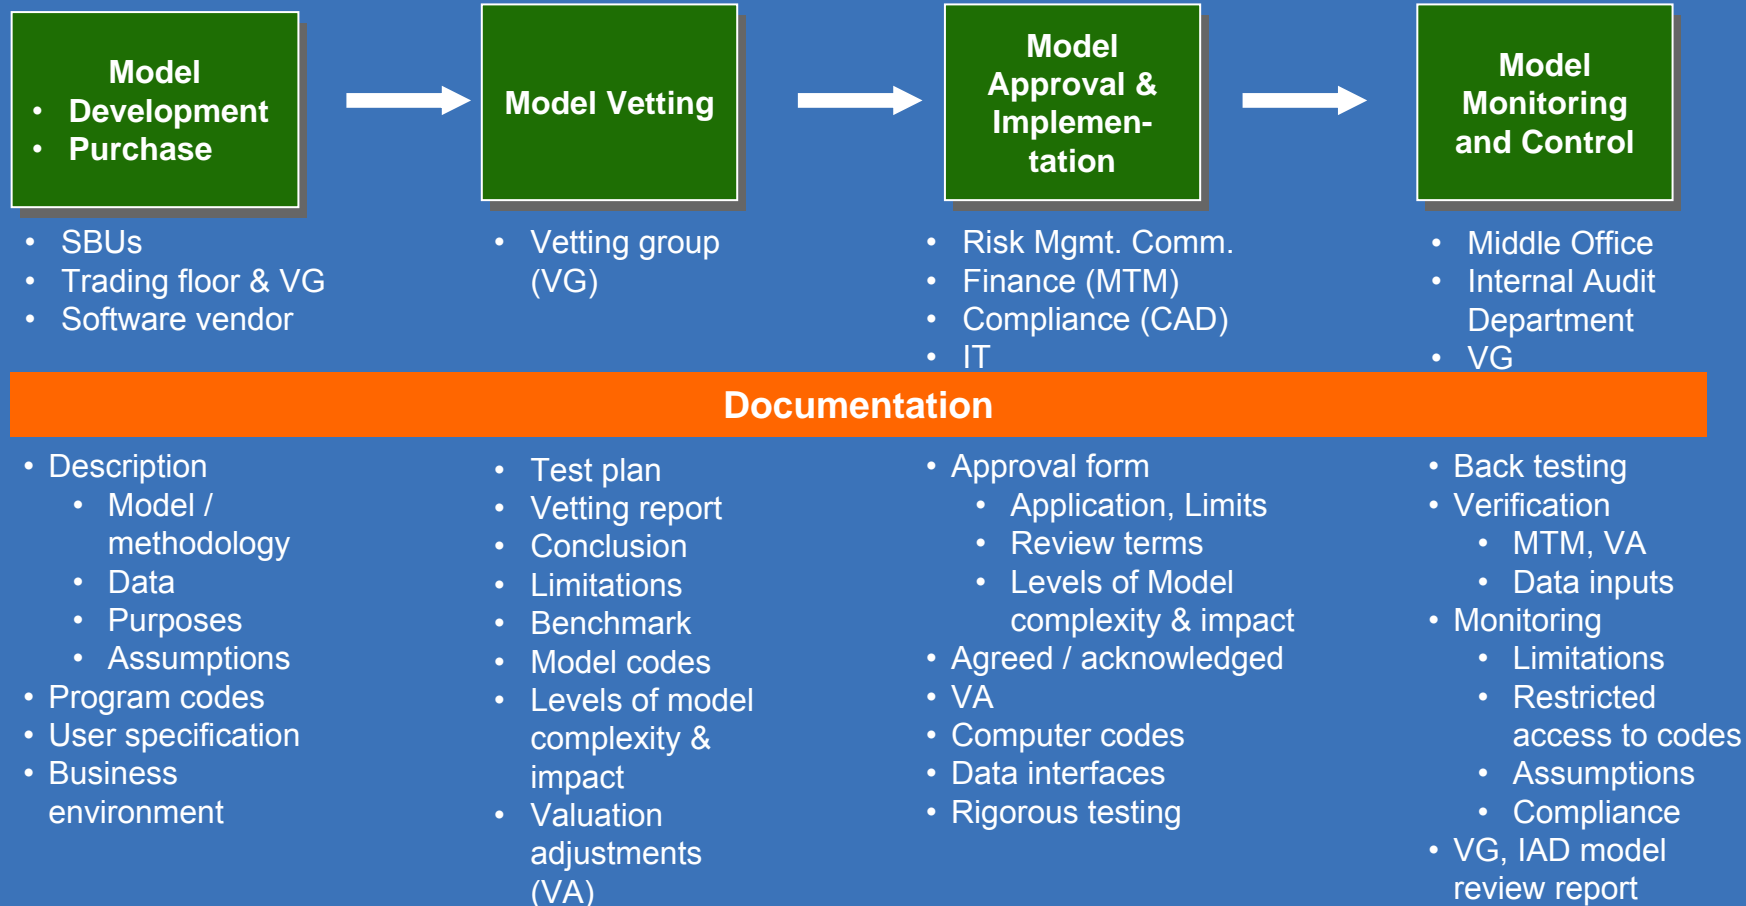 Model
• Development
• Purchase
Model Vetting
Model
Approval &
Implemen-
tation
Model
Monitoring
and Control
• SBUs
• Trading floor & VG
• Software vendor
• Vetting group
(VG)
• Risk Mgmt. Comm.
• Finance (MTM)
• Compliance (CAD)
• IT
• Middle Office
• Internal Audit
Department
• VG
Documentation
• Description
• Model /
methodology
• Data
• Purposes
• Assumptions
• Program codes
• User specification
• Business
environment
• Test plan
• Vetting report
• Conclusion
• Limitations
• Benchmark
• Model codes
• Levels of model
complexity &
impact
• Valuation
adjustments
(VA)
• Approval form
• Application, Limits
• Review terms
• Levels of Model
complexity & impact
• Agreed / acknowledged
• VA
• Computer codes
• Data interfaces
• Rigorous testing
• Back testing
• Verification
• MTM, VA
• Data inputs
• Monitoring
• Limitations
• Restricted
access to codes
• Assumptions
• Compliance
• VG, IAD model
review report